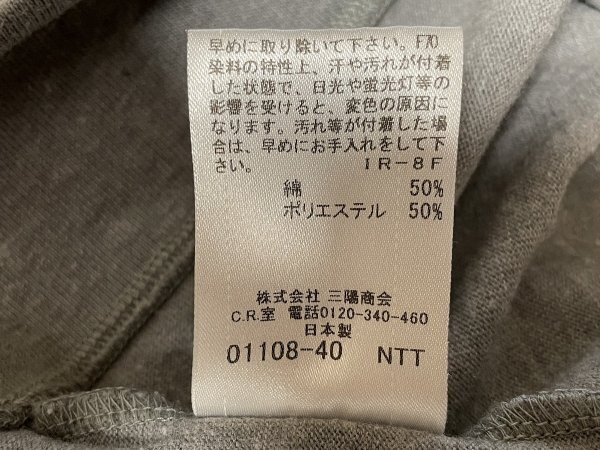 早めに取り除いて下さい。F70
染料の特性上、汗や汚れが付着
した状態で、日光や蛍光灯等の
影響を受けると、変色の原因に
なります。汚れ等が付着した場
合は、早めにお手入れをして下
さい。 IR-8F
綿 50%
ポリエステル 50%
株式会社 三陽商会
C.R.室 電話0120-340-460
日本製
01108-40 NTT